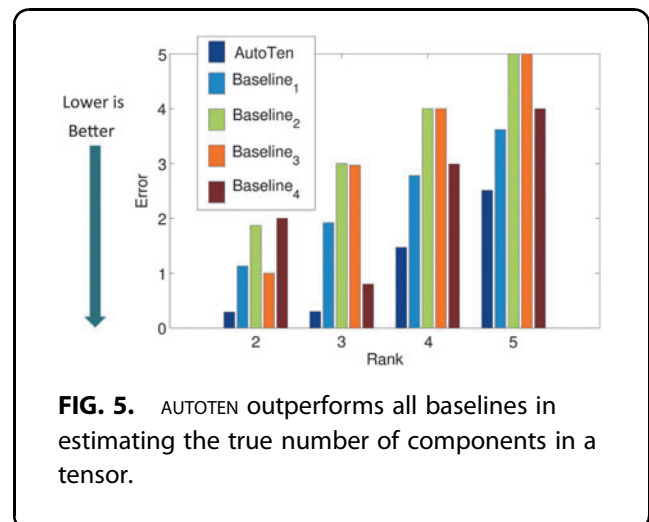 Lower is
Better
Error
5
4
3
2
1
0
AutoTen
Baseline1
Baseline2
Baseline3
Baseline4
2 3 4 5
Rank
FIG. 5. AUTOTEN outperforms all baselines in
estimating the true number of components in a
tensor.